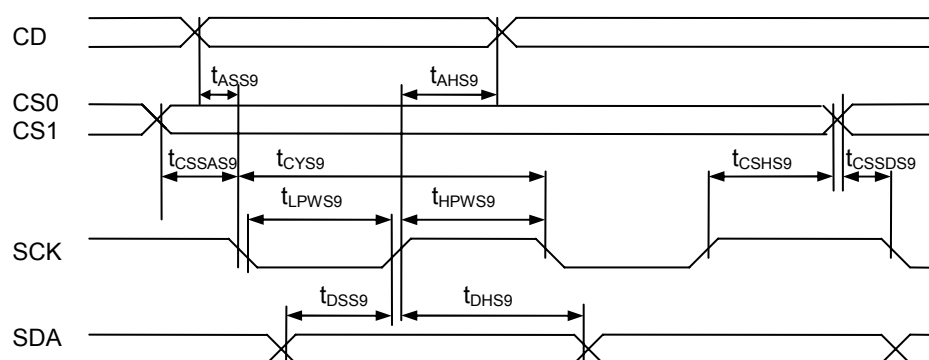 CD
tASS9 tAHS9
CS0
CS1
tCSSAS9 tCYS9 tCSHS9 tCSSDS9
tLPWS9 tHPWS9
SCK
tDSS9 tDHS9
SDA